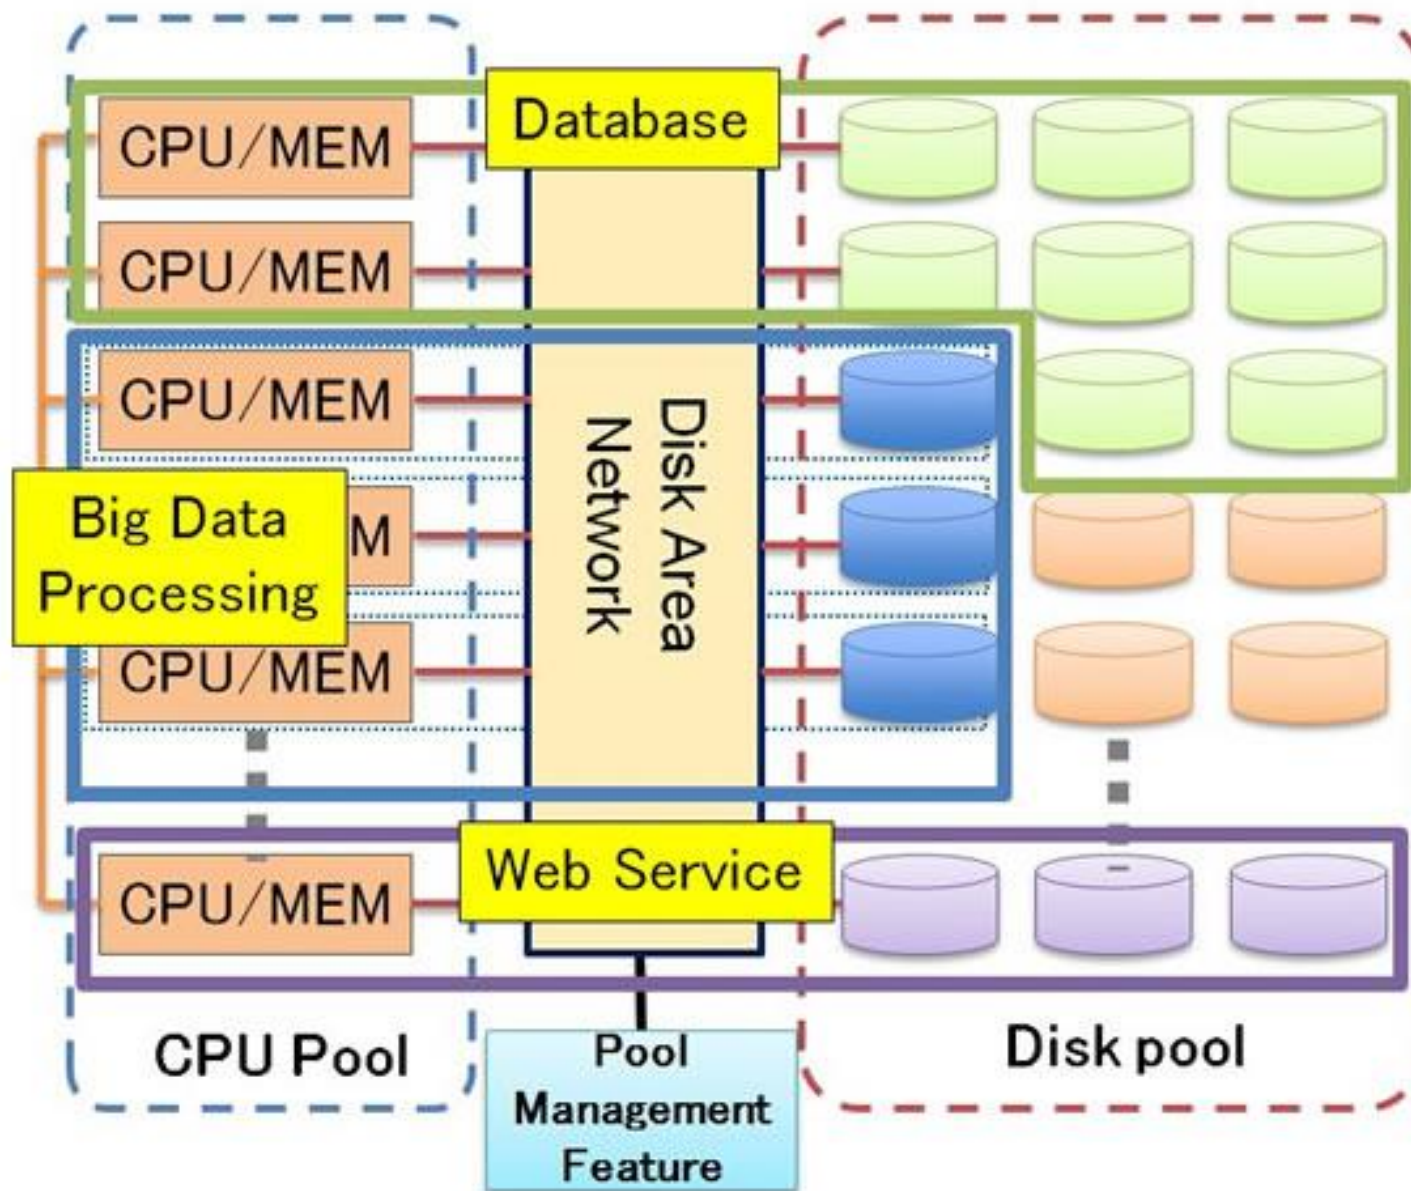 Database
CPU/MEM
CPU/MEM
CPU/MEM
Disk Area
Network
Big Data
Processing
M
CPU/MEM
Web Service
CPU/MEM
CPU Pool
Disk pool
Pool
Management
Feature